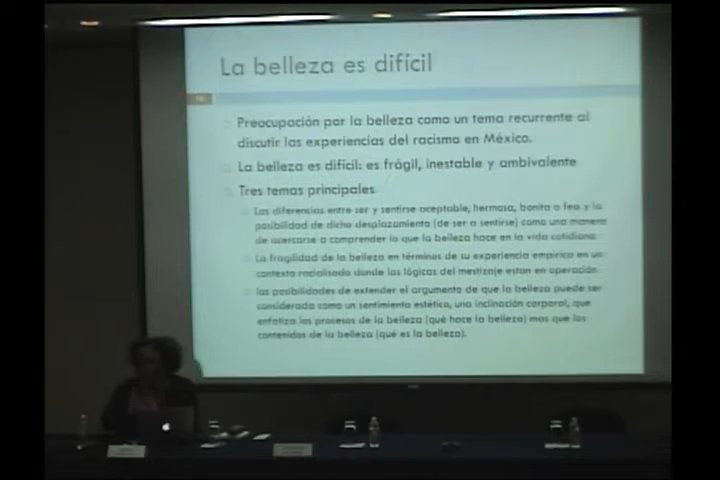 La belleza es difícil
Preocupación por la belleza como un tema recurrente al
discutir las experiencias del racismo en México.
La belleza es difícil: es frágil, inestable y ambivalente
Tres temas principales
Las diferencias entre ser y sentirse aceptable, hermosa, bonita o fea y la
posibilidad de dicho desplazamiento (de ser a sentirse) como una manera
de acercarse a comprender lo que la belleza hace en la vida cotidiana.
La fragilidad de la belleza en términos de su experiencia empírica en un
contexto racializado donde las lógicas del mestizaje estan en operación.
las posibilidades de extender el argumento de que la belleza puede ser
considerada como un sentimiento estético, una inclinación corporal, que
enfatiza los procesos de la belleza (qué hace la belleza) mas que los
contenidos de la belleza (qué es la belleza).